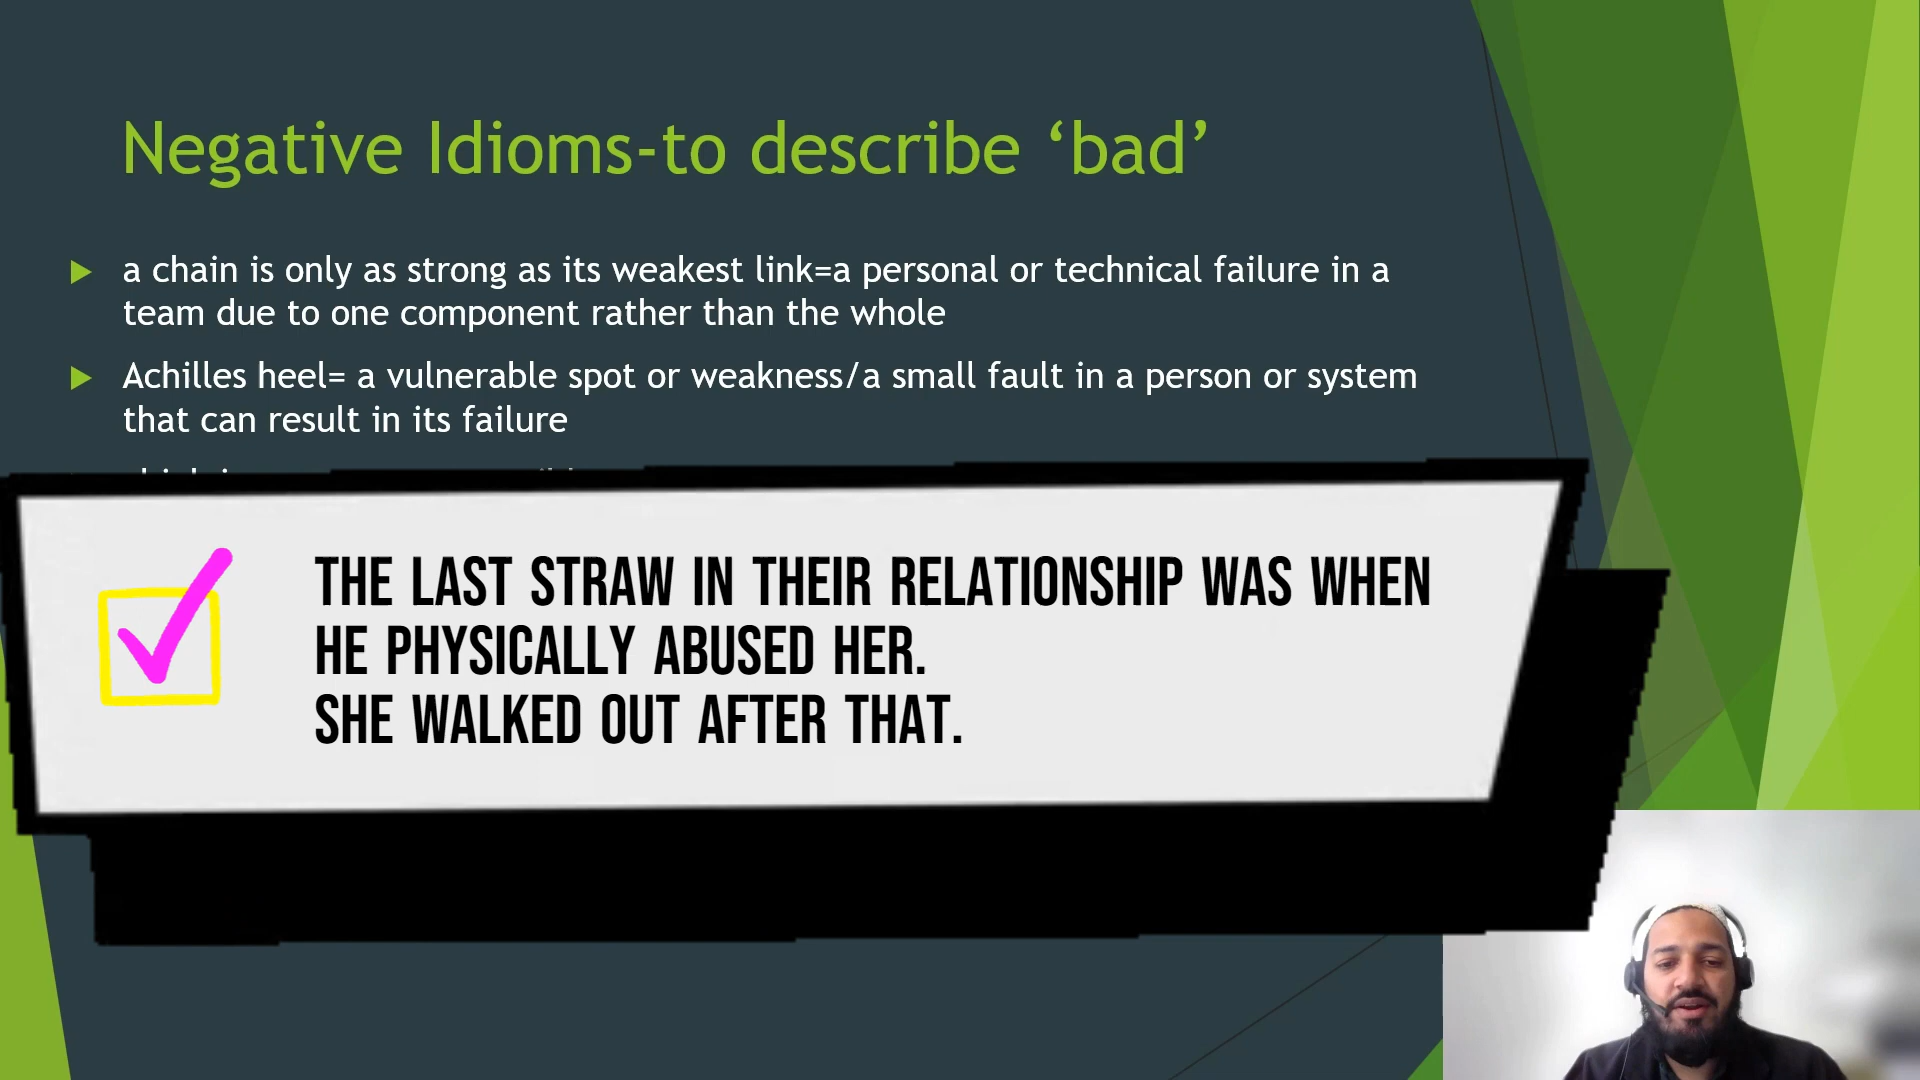 Negative Idioms-to describe ‘bad’
a chain is only as strong as its weakest link=a personal or technical failure in a
team due to one component rather than the whole
Achilles heel= a vulnerable spot or weakness/a small fault in a person or system
that can result in its failure
THE LAST STRAW IN THEIR RELATIONSHIP WAS WHEN
HE PHYSICALLY ABUSED HER.
SHE WALKED OUT AFTER THAT.